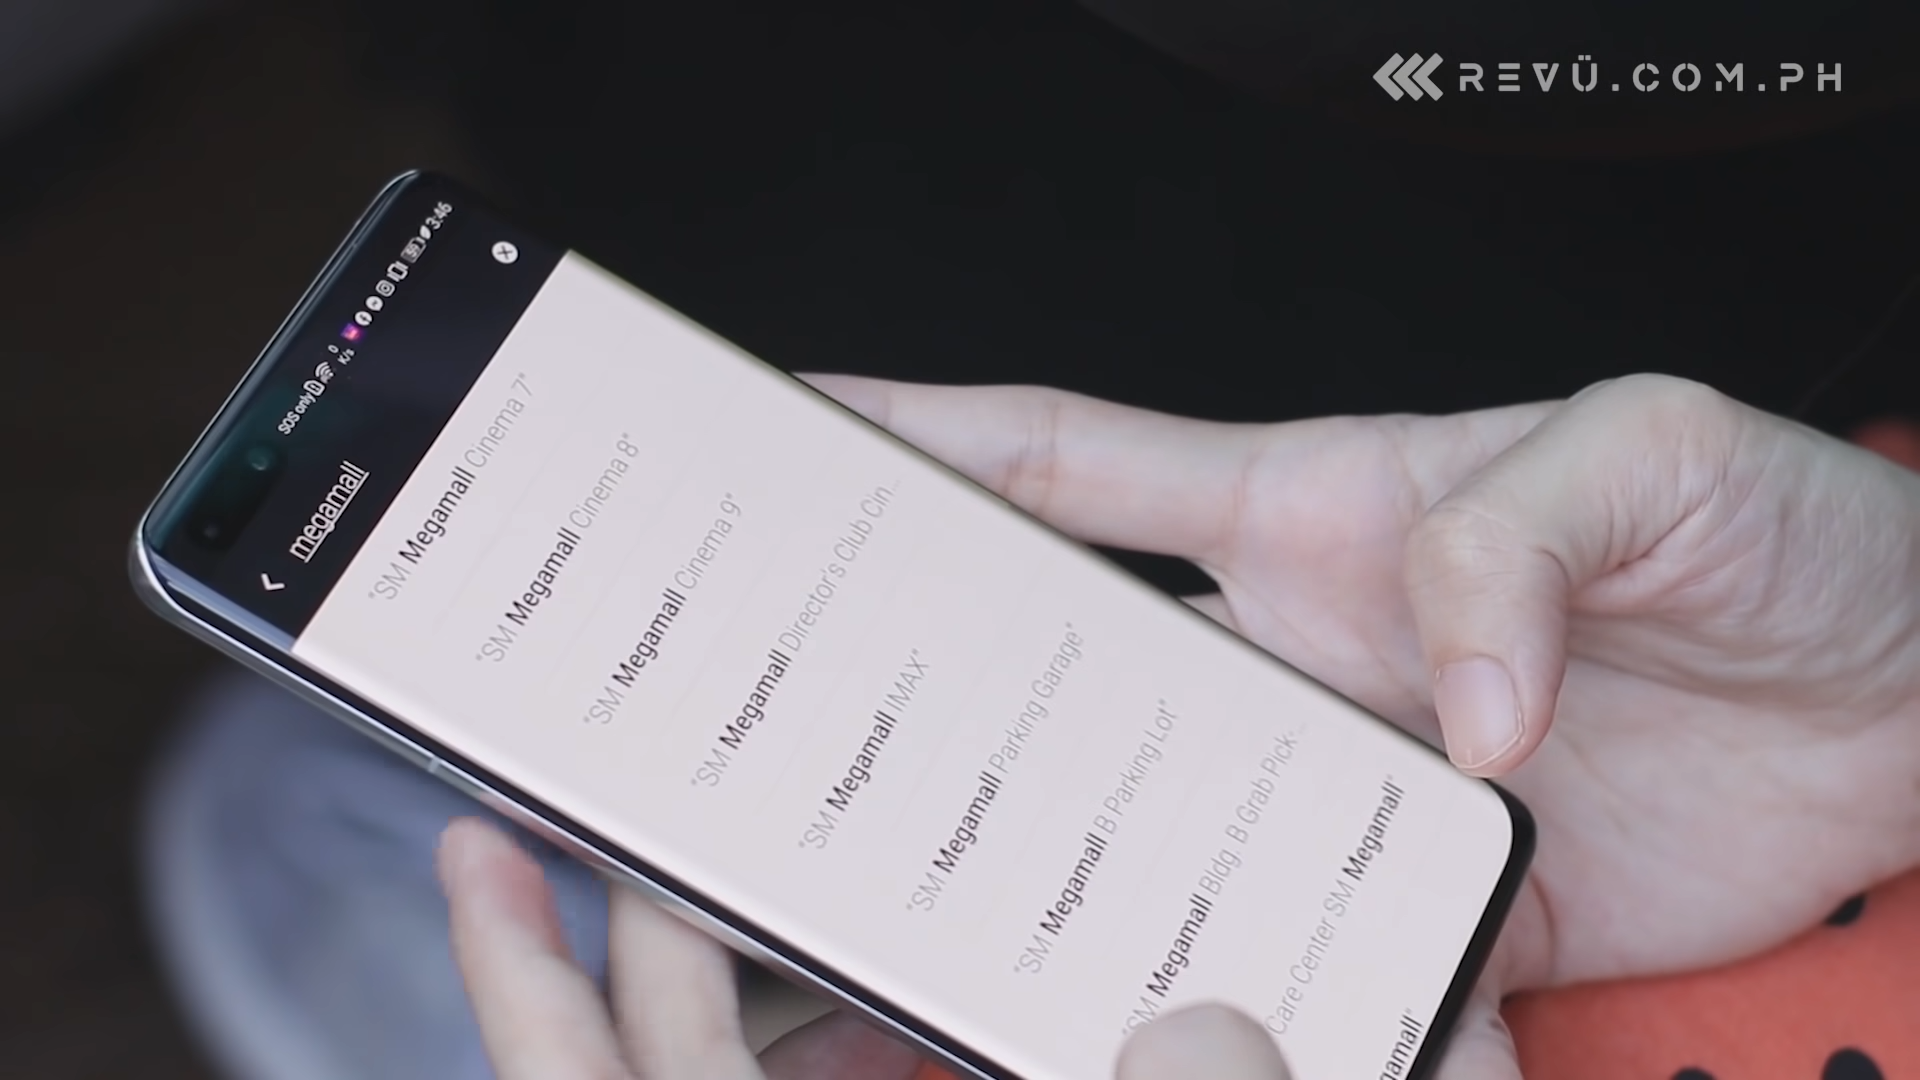 REVÜ.COM.PH
SOS only 0 K/s 59 3:46
megamall
"SM Megamall Cinema 7"
"SM Megamall Cinema 8"
"SM Megamall Cinema 9"
"SM Megamall Director's Club Cin...
"SM Megamall IMAX"
"SM Megamall Parking Garage"
"SM Megamall B Parking Lot"
"SM Megamall Bldg. B Grab Pick-...
Care Center SM Megamall"